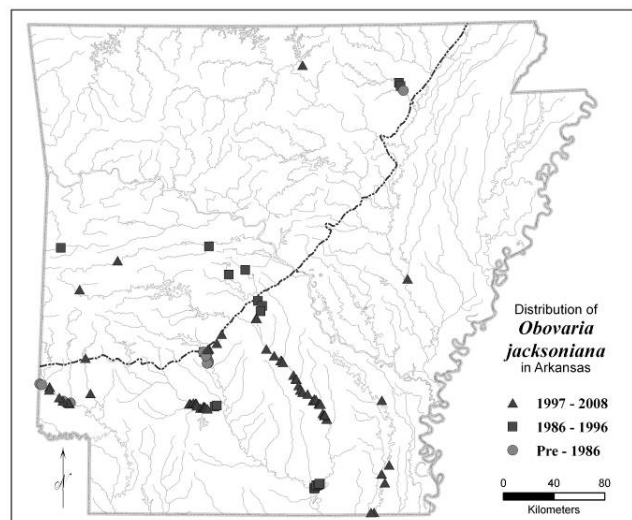 Distribution of
Obovaria
jacksoniana
in Arkansas
1997 - 2008
1986 - 1996
Pre - 1986
N
0 40 80
Kilometers